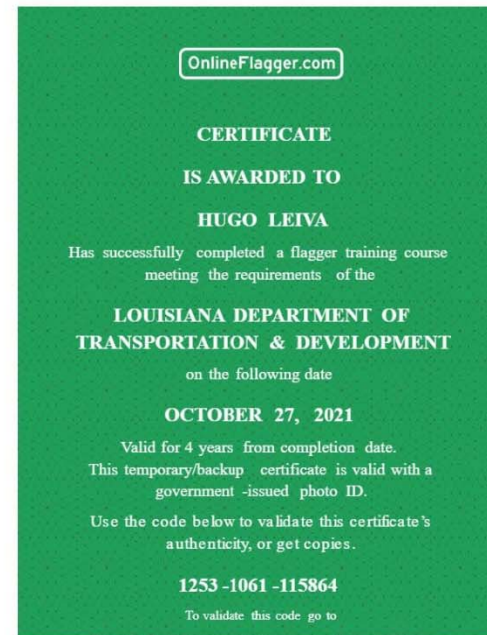 OnlineFlagger.com
CERTIFICATE
IS AWARDED TO
HUGO LEIVA
Has successfully completed a flagger training course
meeting the requirements of the
LOUISIANA DEPARTMENT OF
TRANSPORTATION & DEVELOPMENT
on the following date
OCTOBER 27, 2021
Valid for 4 years from completion date.
This temporary/backup certificate is valid with a
government -issued photo ID.
Use the code below to validate this certificate's
authenticity, or get copies.
1253 -1061 -115864
To validate this code go to